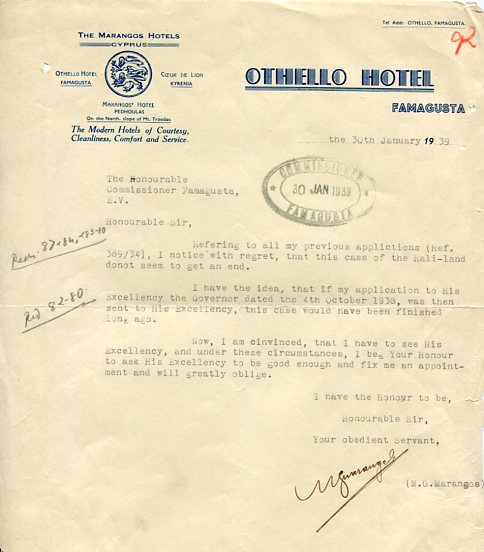 Tel Addr. OTHELLO, FAMAGUSTA.
92
THE MARANGOS HOTELS
CYPRUS
OTHELLO HOTEL
FAMAGUSTA
CŒUR DE LION
KYRENIA
MARANGOS' HOTEL
PEDHOULAS
On the North. slope of Mt. Troodos
The Modern Hotels of Courtesy,
Cleanliness, Comfort and Service.
OTHELLO HOTEL
FAMAGUSTA
the 30th January 1939.
COMMISSIONER
30 JAN 1939
FAMAGUSTA
The Honourable
Commissioner Famagusta,
E.V.
Honourable Sir,
Refering to all my previous applictions (Ref.
389/34), I notice with regret, that this case of the Hali-land
donot seem to get an end.
I have the idea, that if my application to His
Excellency the Governor dated the 4th October 1938, was then
sent to His Excellency, this case would have been finished
long ago.
Now, I am cinvinced, that I have to see His
Excellency, and under these circumstances, I beg Your Honour
to ask His Excellency to be good enough and fix me an appoint-
ment and will greatly oblige.
I have the Honour to be,
Honourable Sir,
Your obedient Servant,
(M.G.Marangos)
87-84,
82-80